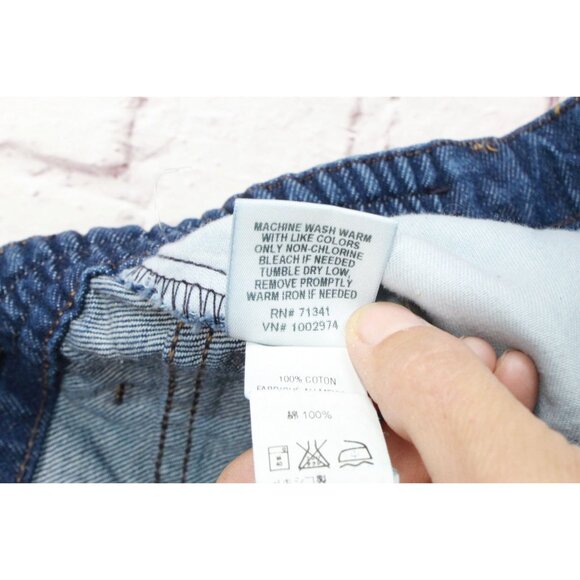 MACHINE WASH WARM
WITH LIKE COLORS
ONLY NON-CHLORINE
BLEACH IF NEEDED
TUMBLE DRY LOW,
REMOVE PROMPTLY
WARM IRON IF NEEDED
RN# 71341
VN# 1002974
100% COTON
綿 100%